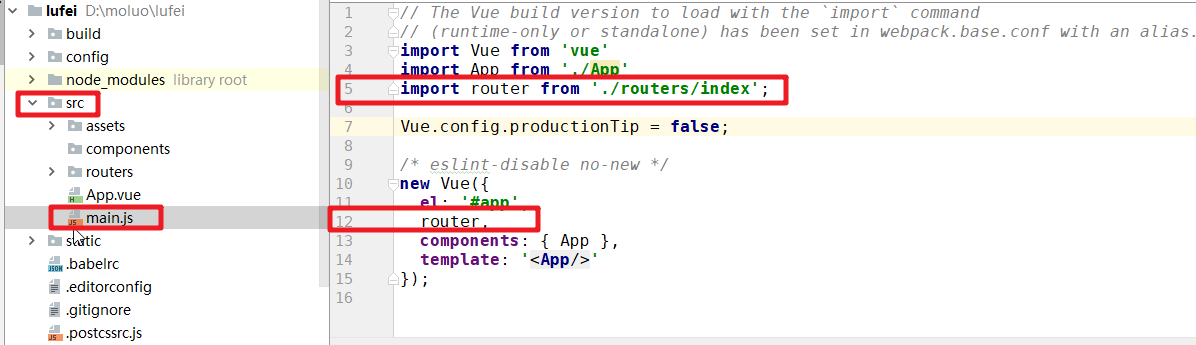 lufei D:\moluo\lufei
build
config
node_modules library root
src
assets
components
routers
App.vue
main.js
static
.babelrc
.editorconfig
.gitignore
.postcssrc.js
1 // The Vue build version to load with the `import` command
2 // (runtime-only or standalone) has been set in webpack.base.conf with an alias.
3 import Vue from 'vue'
4 import App from './App'
5 import router from './routers/index';
6
7 Vue.config.productionTip = false;
8
9 /* eslint-disable no-new */
10 new Vue({
11 el: '#app',
12 router,
13 components: { App },
14 template: '<App/>'
15 });
16